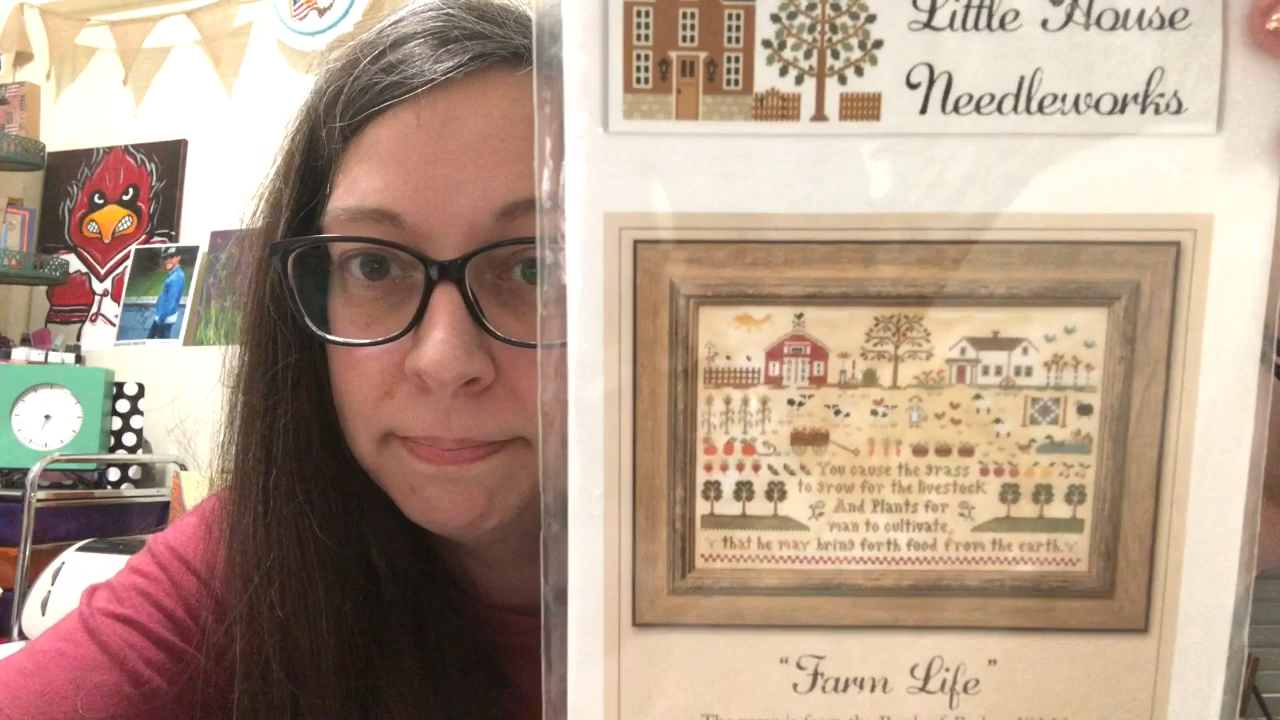 Little House
Needleworks
You cause the grass
to grow for the livestock
And Plants for
man to cultivate,
that he may bring forth food from the earth.
"Farm Life"